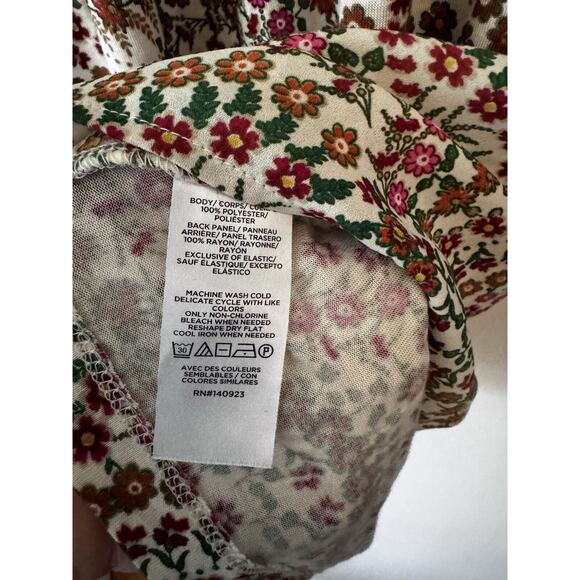 BODY/ CORPS/
100% POLYESTER/
POLIÉSTER
BACK PANEL/ PANNEAU
ARRIÈRE/ PANEL TRASERO
100% RAYON/ RAYONNE/
RAYÓN
EXCLUSIVE OF ELASTIC/
SAUF ÉLASTIQUE/ EXCEPTO
ELÁSTICO
MACHINE WASH COLD
DELICATE CYCLE WITH LIKE
COLORS
ONLY NON-CHLORINE
BLEACH WHEN NEEDED
RESHAPE DRY FLAT
COOL IRON WHEN NEEDED
30 P
AVEC DES COULEURS
SEMBLABLES / CON
COLORES SIMILARES
RN#140923